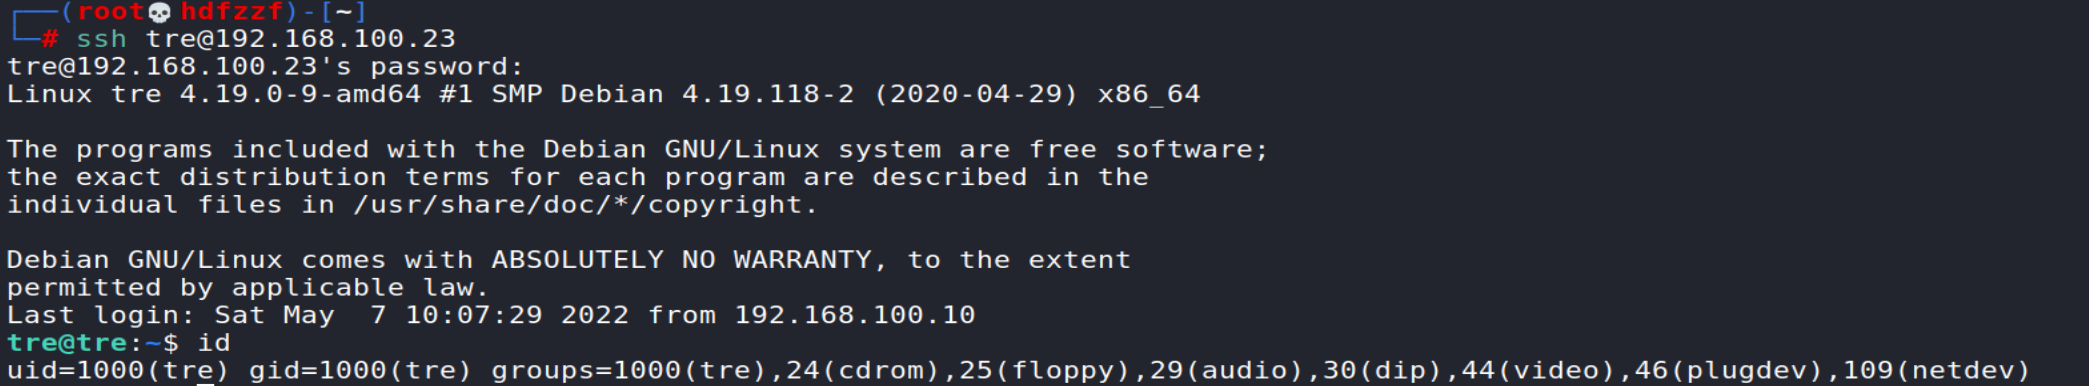 ┌──(root💀hdfzzf)-[~]
└─# ssh tre@192.168.100.23
tre@192.168.100.23's password:
Linux tre 4.19.0-9-amd64 #1 SMP Debian 4.19.118-2 (2020-04-29) x86_64
The programs included with the Debian GNU/Linux system are free software;
the exact distribution terms for each program are described in the
individual files in /usr/share/doc/*/copyright.
Debian GNU/Linux comes with ABSOLUTELY NO WARRANTY, to the extent
permitted by applicable law.
Last login: Sat May  7 10:07:29 2022 from 192.168.100.10
tre@tre:~$ id
uid=1000(tre) gid=1000(tre) groups=1000(tre),24(cdrom),25(floppy),29(audio),30(dip),44(video),46(plugdev),109(netdev)